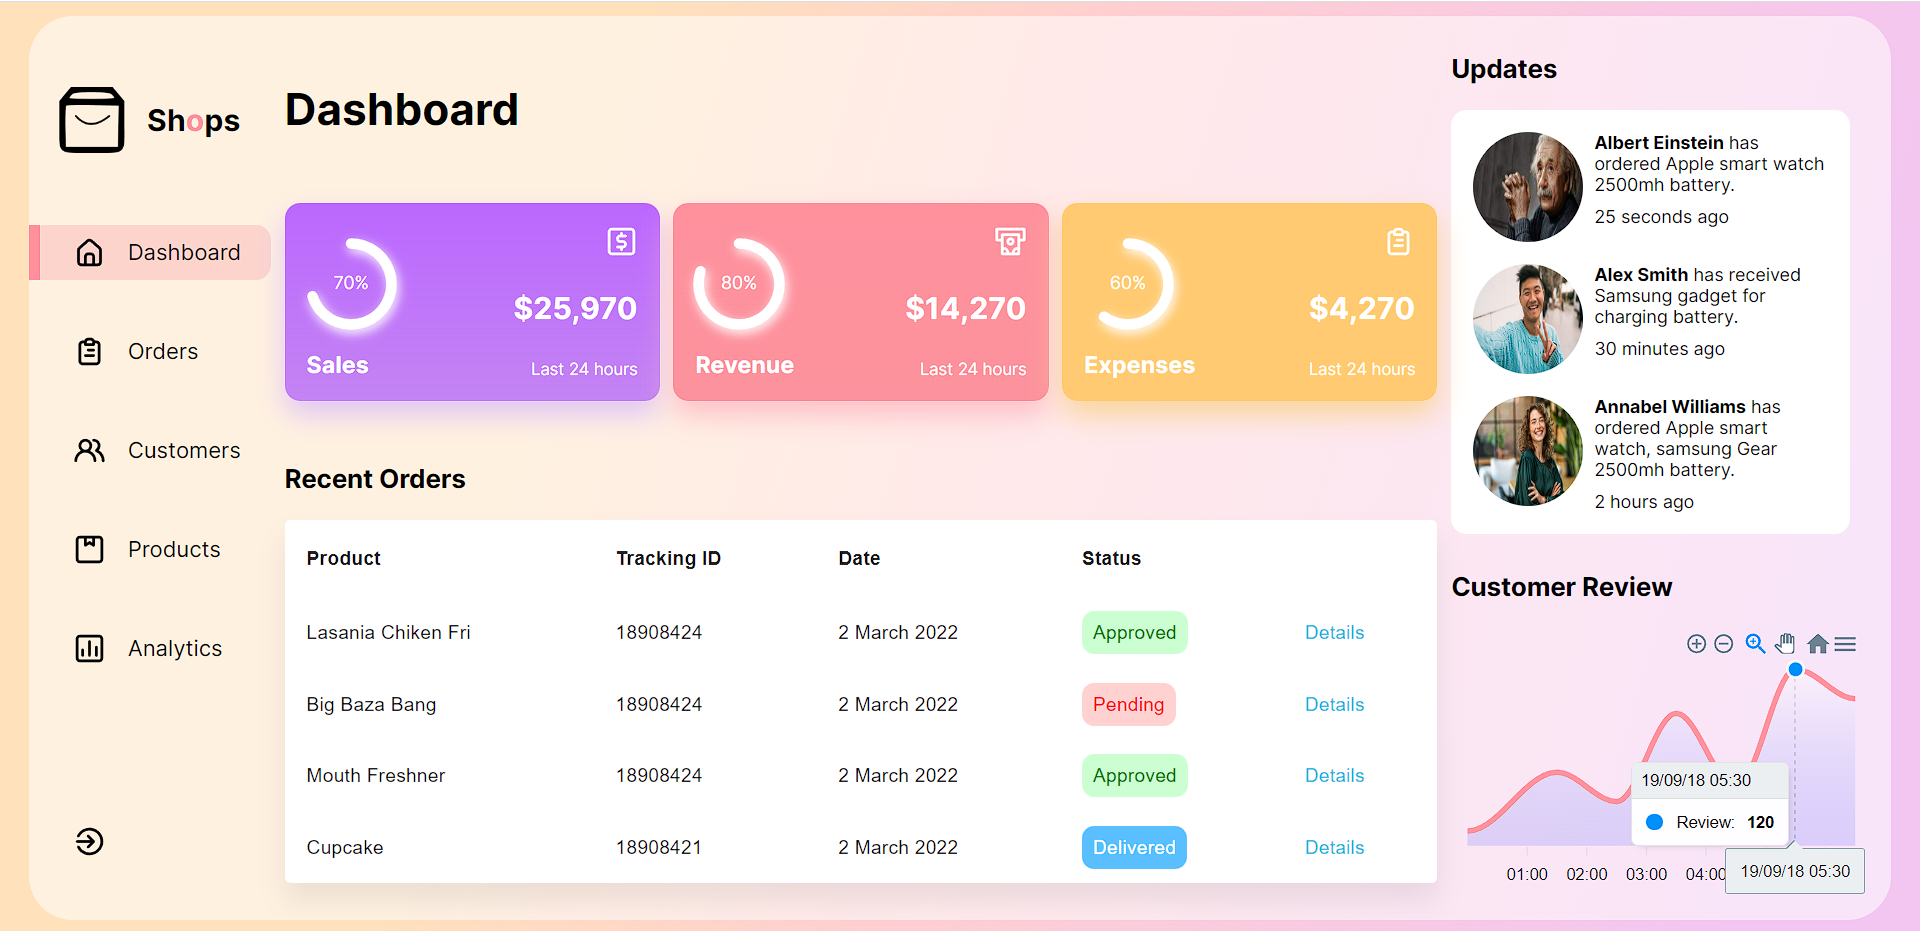 Shops
Dashboard
Orders
Customers
Products
Analytics
Dashboard
70%
$25,970
Sales
Last 24 hours
80%
$14,270
Revenue
Last 24 hours
60%
$4,270
Expenses
Last 24 hours
Recent Orders
Product Tracking ID Date Status
Lasania Chiken Fri 18908424 2 March 2022 Approved Details
Big Baza Bang 18908424 2 March 2022 Pending Details
Mouth Freshner 18908424 2 March 2022 Approved Details
Cupcake 18908421 2 March 2022 Delivered Details
Updates
Albert Einstein has
ordered Apple smart watch
2500mh battery.
25 seconds ago
Alex Smith has received
Samsung gadget for
charging battery.
30 minutes ago
Annabel Williams has
ordered Apple smart
watch, samsung Gear
2500mh battery.
2 hours ago
Customer Review
19/09/18 05:30
Review: 120
01:00 02:00 03:00 04:00 19/09/18 05:30